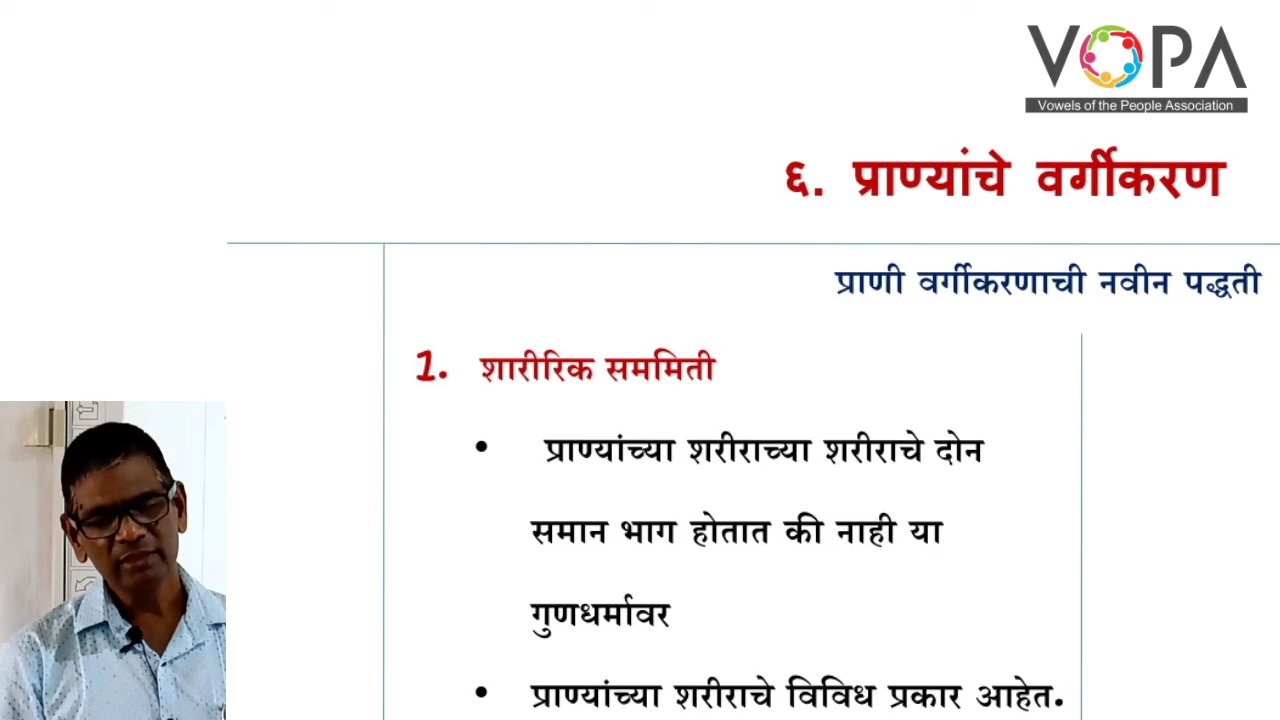 VOPA
Vowels of the People Association
६. प्राण्यांचे वर्गीकरण
प्राणी वर्गीकरणाची नवीन पद्धती
1. शारीरिक सममिती
• प्राण्यांच्या शरीराच्या शरीराचे दोन
समान भाग होतात की नाही या
गुणधर्मावर
• प्राण्यांच्या शरीराचे विविध प्रकार आहेत.